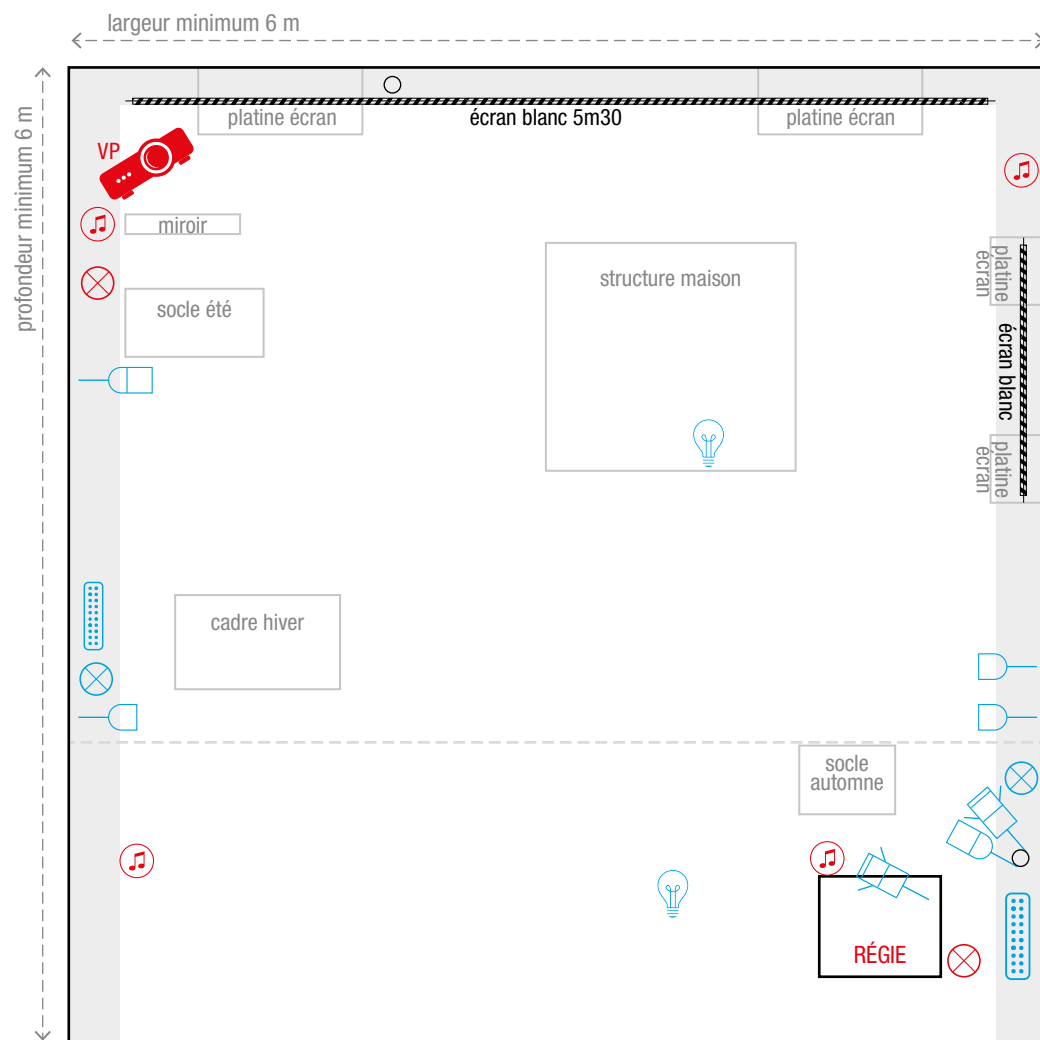 largeur minimum 6 m
profondeur minimum 6 m
platine écran
écran blanc 5m30
platine écran
VP
miroir
platine
écran
structure maison
socle été
écran blanc
platine
écran
cadre hiver
socle
automne
RÉGIE